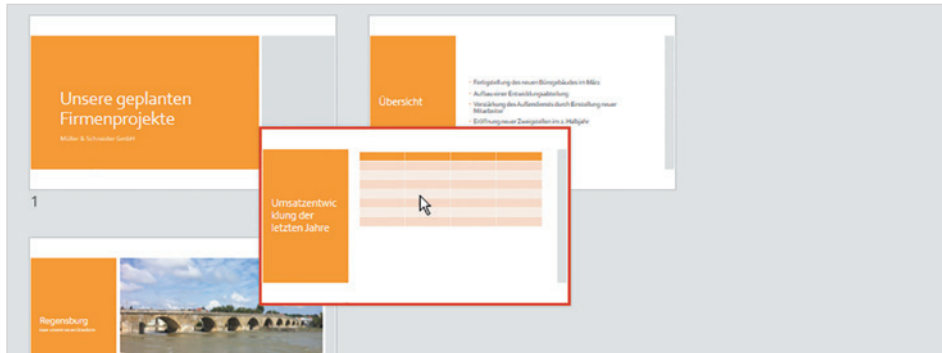 Unsere geplanten
Firmenprojekte
Müller & Schneider GmbH
1
Übersicht
• Fertigstellung des neuen Bürogebäudes im März
• Aufbau einer Entwicklungsabteilung
• Verstärkung des Außendienstes durch Einstellung neuer
Mitarbeiter
• Eröffnung neuer Zweigstellen im 2. Halbjahr
Umsatzentwic
klung der
letzten Jahre
Regensburg